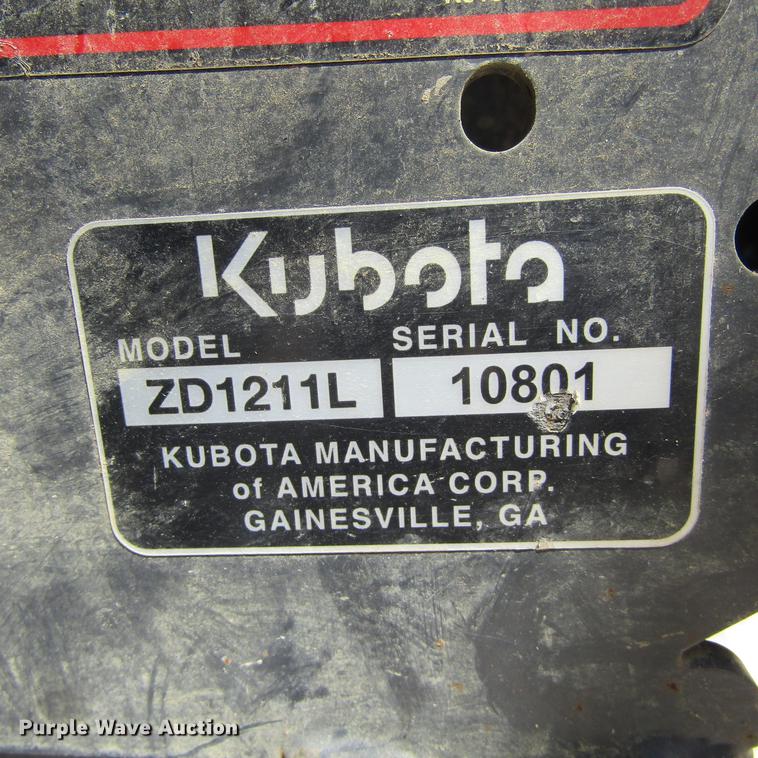 Kubota
MODEL SERIAL NO.
ZD1211L 10801
KUBOTA MANUFACTURING
of AMERICA CORP.
GAINESVILLE, GA
Purple Wave Auction